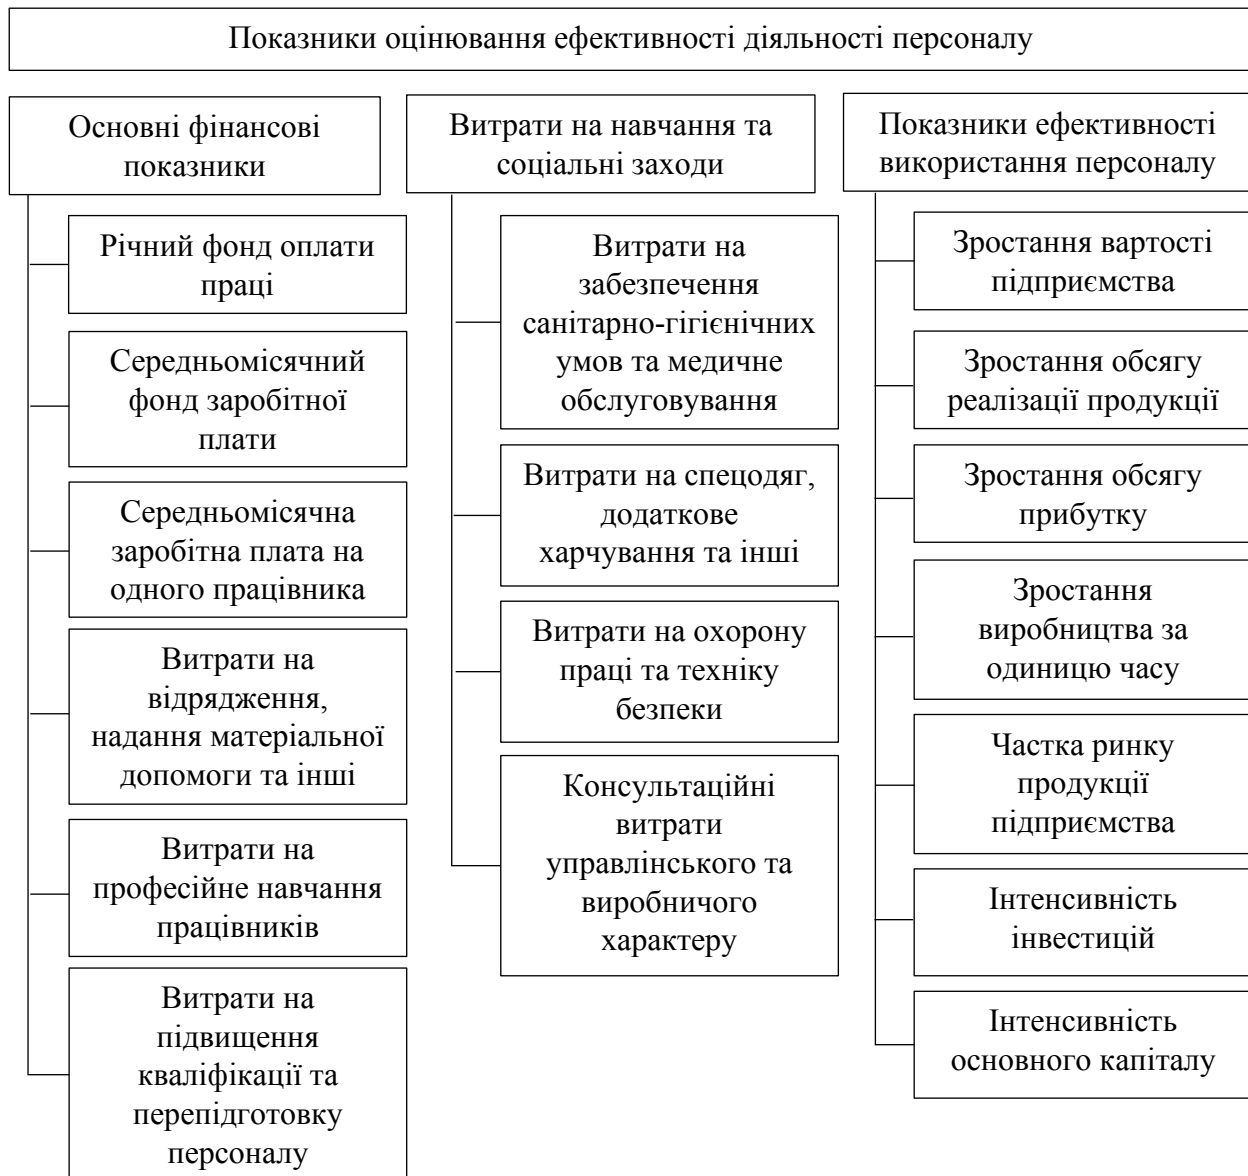 Показники оцінювання ефективності діяльності персоналу
Основні фінансові
показники
Річний фонд оплати
праці
Середньомісячний
фонд заробітної
плати
Середньомісячна
заробітна плата на
одного працівника
Витрати на
відрядження,
надання матеріальної
допомоги та інші
Витрати на
професійне навчання
працівників
Витрати на
підвищення
кваліфікації та
перепідготовку
персоналу
Витрати на навчання та
соціальні заходи
Витрати на
забезпечення
санітарно-гігієнічних
умов та медичне
обслуговування
Витрати на спецодяг,
додаткове
харчування та інші
Витрати на охорону
праці та техніку
безпеки
Консультаційні
витрати
управлінського та
виробничого
характеру
Показники ефективності
використання персоналу
Зростання вартості
підприємства
Зростання обсягу
реалізації продукції
Зростання обсягу
прибутку
Зростання
виробництва за
одиницю часу
Частка ринку
продукції
підприємства
Інтенсивність
інвестицій
Інтенсивність
основного капіталу